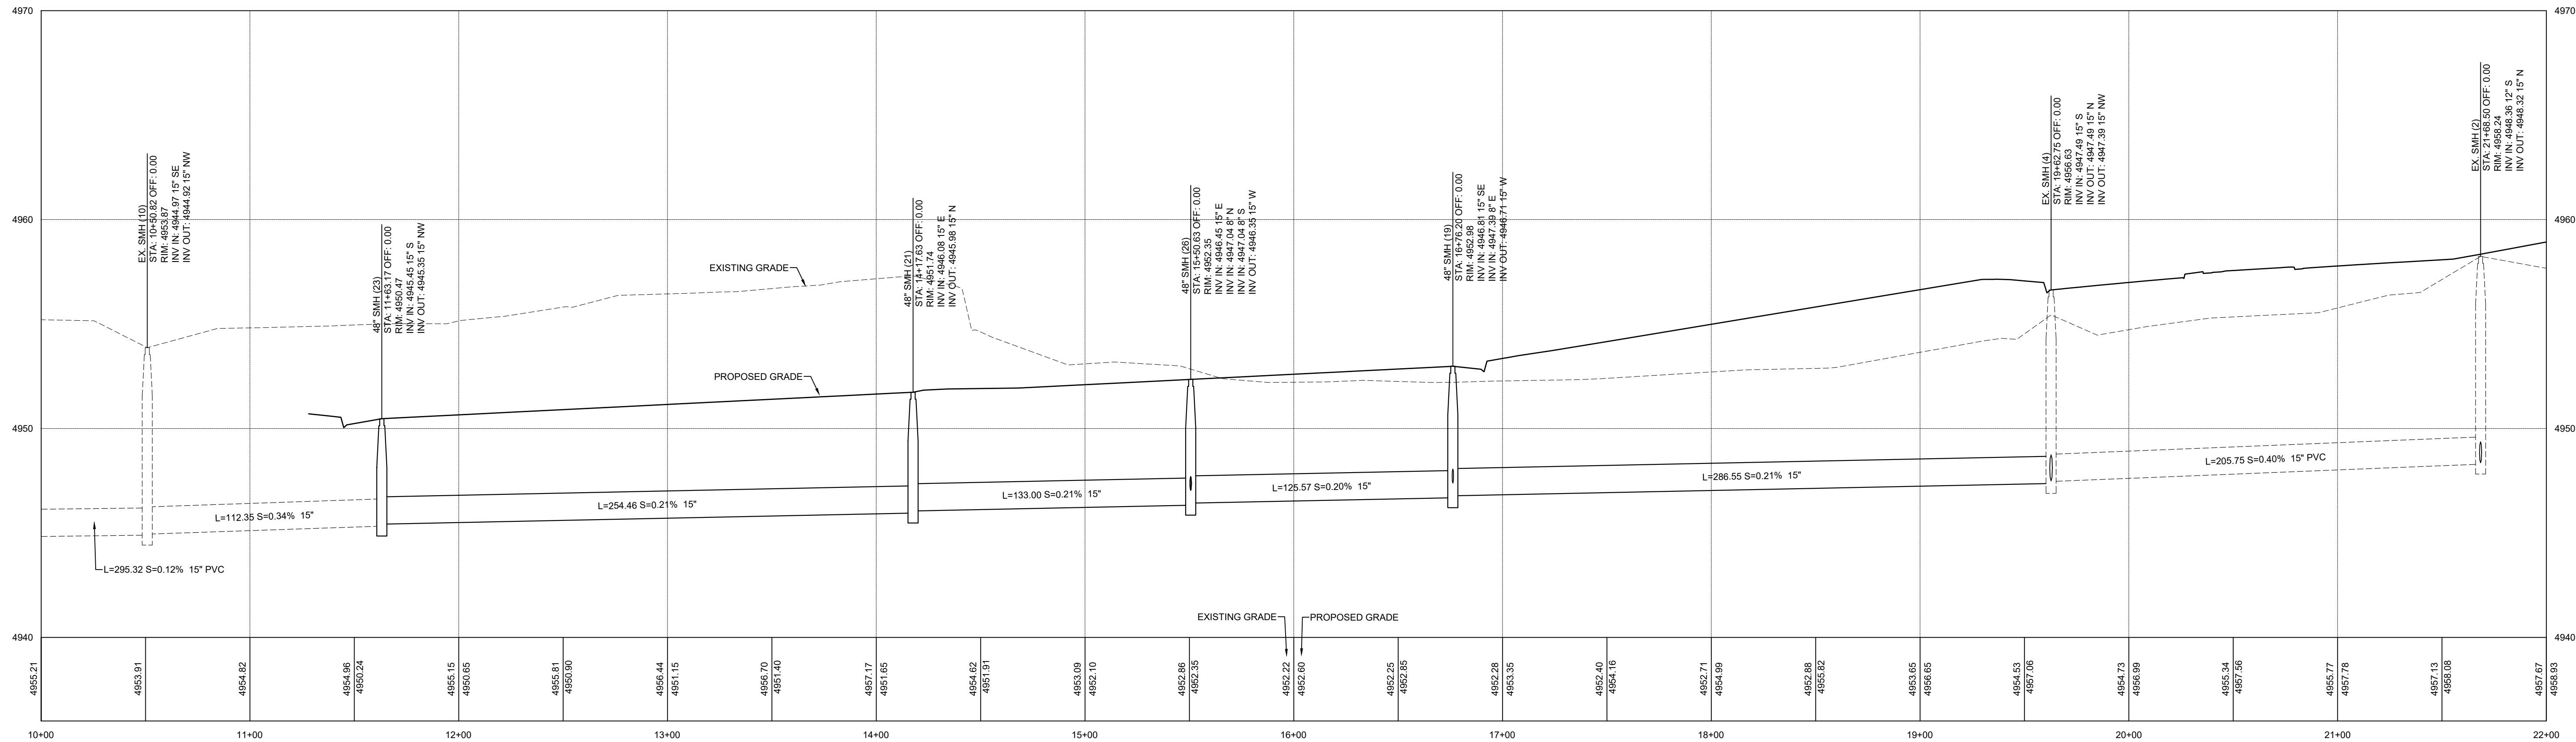 4970
4970
4960
4960
4950
4950
4940
4940
EX. SMH (10)
STA: 10+50.82 OFF: 0.00
RIM: 4953.87
INV IN: 4944.97 15" SE
INV OUT: 4944.92 15" NW
48" SMH (23)
STA: 11+63.17 OFF: 0.00
RIM: 4950.47
INV IN: 4945.45 15" S
INV OUT: 4945.35 15" NW
48" SMH (21)
STA: 14+17.63 OFF: 0.00
RIM: 4951.74
INV IN: 4946.08 15" E
INV OUT: 4945.98 15" N
48" SMH (26)
STA: 15+50.63 OFF: 0.00
RIM: 4952.35
INV IN: 4946.45 15" E
INV IN: 4947.04 8" N
INV IN: 4947.04 8" S
INV OUT: 4946.35 15" W
48" SMH (19)
STA: 16+76.20 OFF: 0.00
RIM: 4952.98
INV IN: 4946.81 15" SE
INV IN: 4947.39 8" E
INV OUT: 4946.71 15" W
EX. SMH (4)
STA: 19+62.75 OFF: 0.00
RIM: 4956.63
INV IN: 4947.49 15" S
INV OUT: 4947.49 15" N
INV OUT: 4947.39 15" NW
EX. SMH (2)
STA: 21+68.50 OFF: 0.00
RIM: 4958.24
INV IN: 4948.36 12" S
INV OUT: 4948.32 15" N
EXISTING GRADE
PROPOSED GRADE
L=295.32 S=0.12% 15" PVC
L=112.35 S=0.34% 15"
L=254.46 S=0.21% 15"
L=133.00 S=0.21% 15"
L=125.57 S=0.20% 15"
L=286.55 S=0.21% 15"
L=205.75 S=0.40% 15" PVC
EXISTING GRADE
PROPOSED GRADE
4955.21
4953.91
4954.82
4954.96
4950.24
4955.15
4950.65
4955.81
4950.90
4956.44
4951.15
4956.70
4951.40
4957.17
4951.65
4954.62
4951.91
4953.09
4952.10
4952.86
4952.35
4952.22
4952.60
4952.25
4952.85
4952.28
4953.35
4952.40
4954.16
4952.71
4954.99
4952.88
4955.82
4953.65
4956.65
4954.53
4957.06
4954.73
4956.99
4955.34
4957.56
4955.77
4957.78
4957.13
4958.08
4957.67
4958.93
10+00
11+00
12+00
13+00
14+00
15+00
16+00
17+00
18+00
19+00
20+00
21+00
22+00